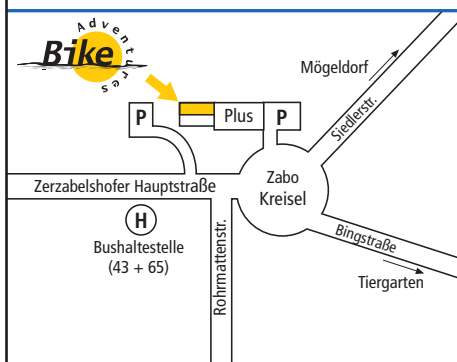 Adventures
Bike
Mögeldorf
Siedlerstr.
P
Plus
P
Zerzabelshofer Hauptstraße
Zabo
Kreisel
H
Bushaltestelle
(43 + 65)
Rohrmattenstr.
Bingstraße
Tiergarten